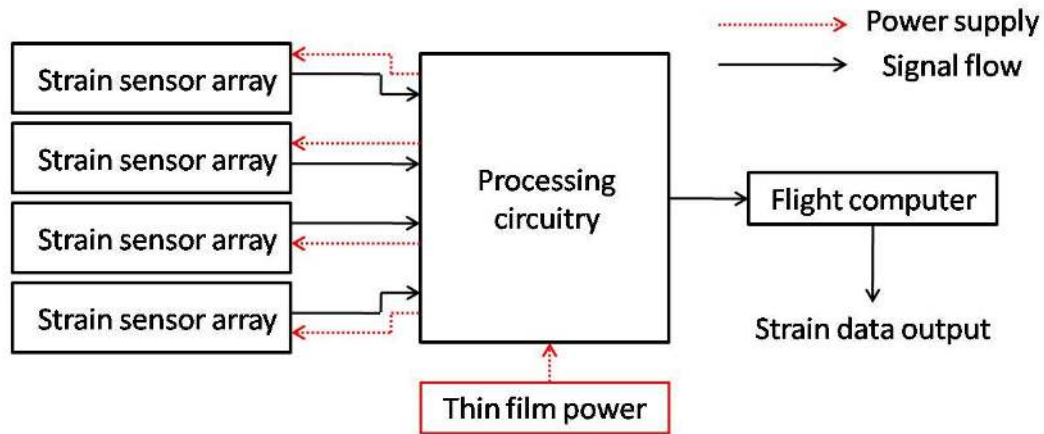 Power supply
Signal flow
Strain sensor array
Strain sensor array
Strain sensor array
Strain sensor array
Processing
circuitry
Flight computer
Strain data output
Thin film power